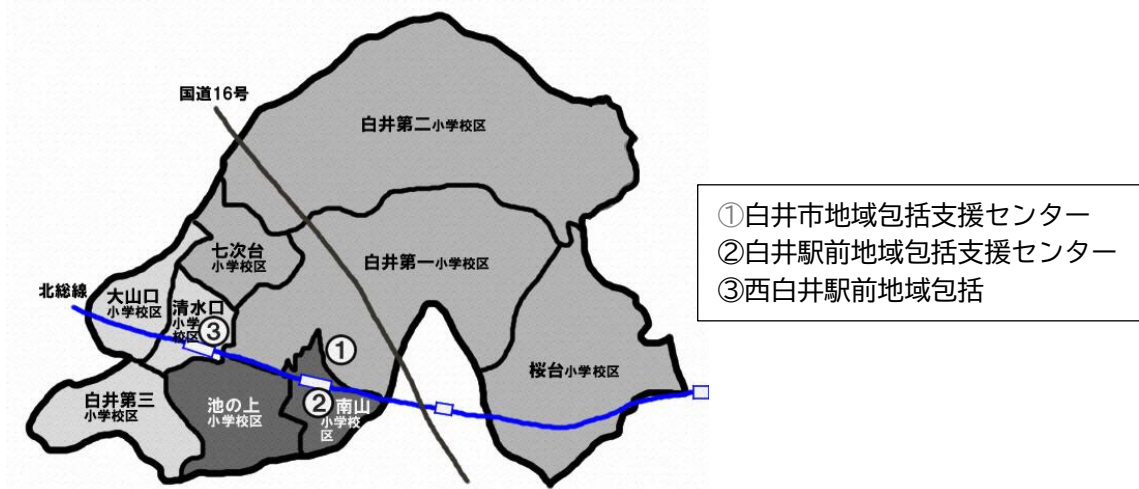 国道16号
白井第二小学校区
七次台
小学校区
白井第一小学校区
北総線
大山口
小学校区
清水口
小学
校区
③
①
桜台小学校区
白井第三
小学校区
池の上
小学校区
②
南山
小学校
区
①白井市地域包括支援センター
②白井駅前地域包括支援センター
③西白井駅前地域包括